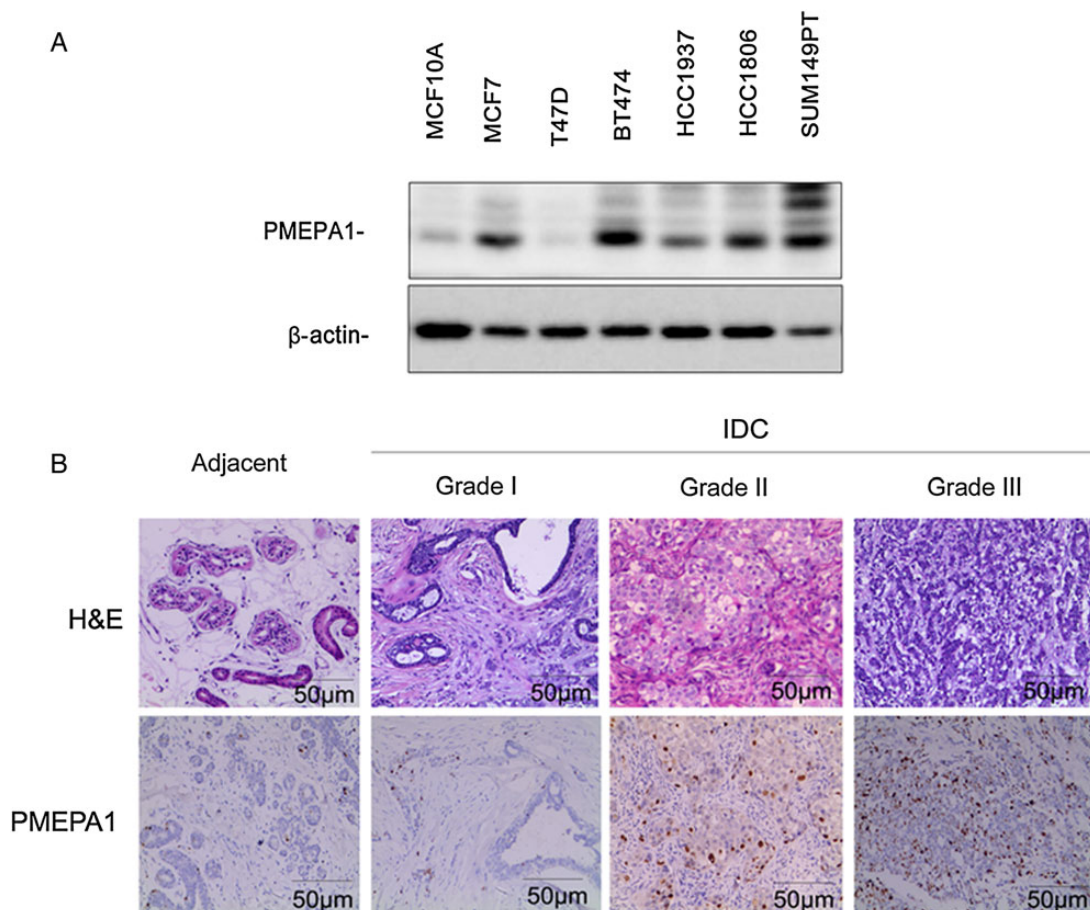 A
MCF10A
MCF7
T47D
BT474
HCC1937
HCC1806
SUM149PT
PMEPA1-
β-actin-
IDC
B
Adjacent
Grade I
Grade II
Grade III
H&E
50μm
50μm
50μm
50μm
PMEPA1
50μm
50μm
50μm
50μm